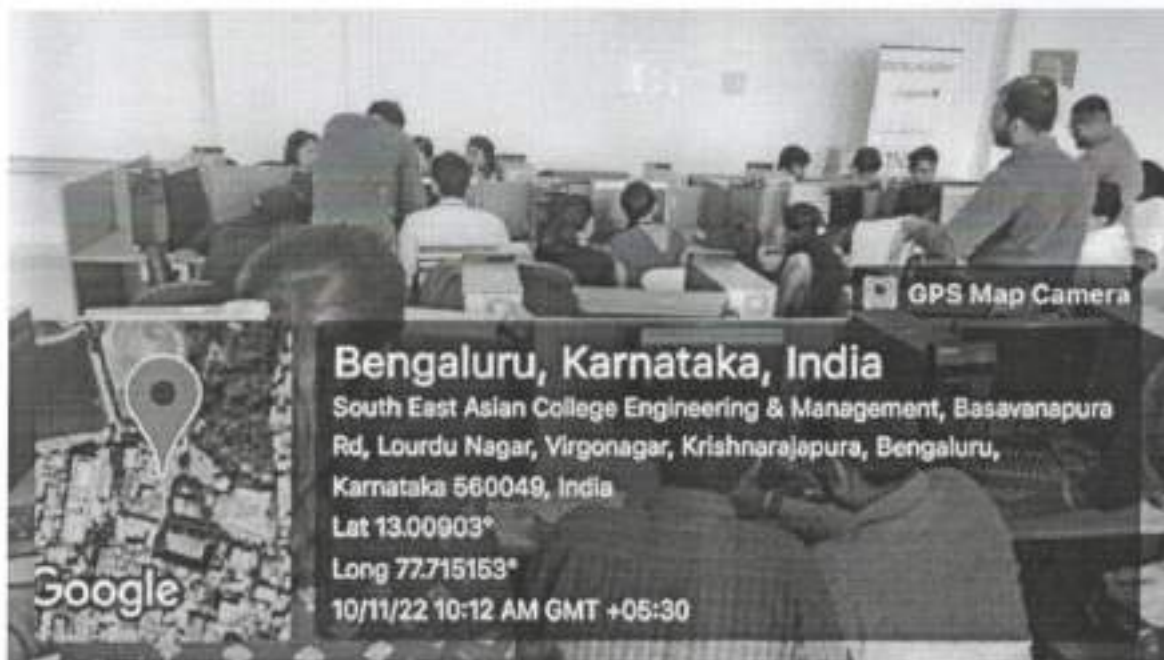 GPS Map Camera
Bengaluru, Karnataka, India
South East Asian College Engineering & Management, Basavanapura
Rd, Lourdu Nagar, Virgonagar, Krishnarajapura, Bengaluru,
Karnataka 560049, India
Lat 13.00903°
Long 77.715153°
10/11/22 10:12 AM GMT +05:30
Google